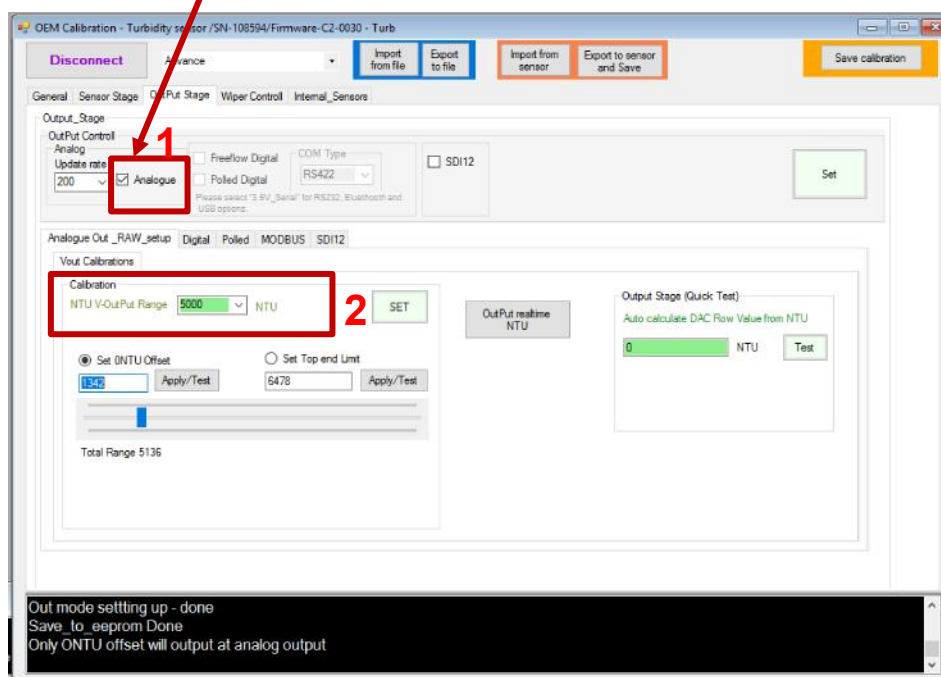 OEM Calibration - Turbidity sensor /SN-108594/Firmware-C2-0030 - Turb
Disconnect
Advance
Import from file
Export to file
Import from sensor
Export to sensor and Save
Save calibration
General Sensor Stage OutPut Stage Wiper Control Internal_Sensors
Output_Stage
OutPut Controll
Analog
Update rate
200
Analogue
1
Freeflow Digital
Polled Digital
COM Type
RS422
Please select "3.6V_Serial" for RS232, Bluethooth and
USB options.
SDI12
Set
Analogue Out _RAW_setup Digital Polled MODBUS SDI12
Vout Calibrations
Calibration
NTU V-OutPut Range 5000 NTU
2
SET
OutPut realtime
NTU
Output Stage (Quick Test)
Auto calculate DAC Row Value from NTU
0 NTU Test
Set 0NTU Offset
Set Top end Limt
1342 Apply/Test
6478 Apply/Test
Total Range 5136
Out mode settting up - done
Save_to_eeprom Done
Only 0NTU offset will output at analog output